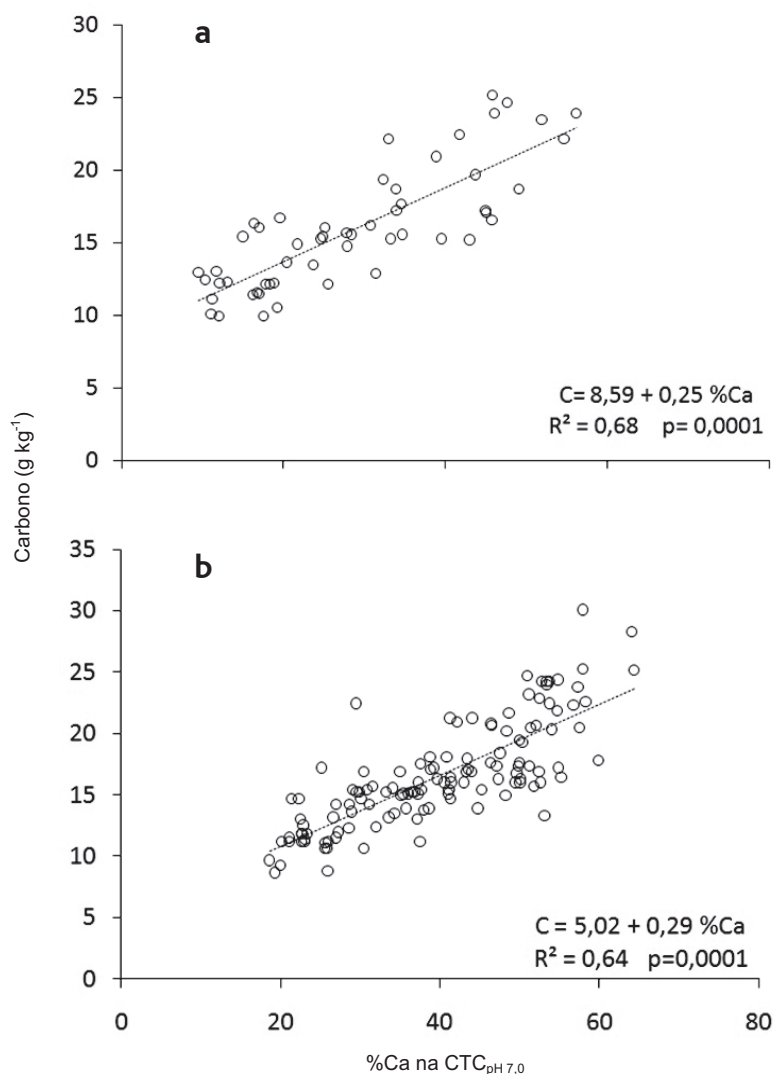 a
30
25
20
15
10
5
0
C= 8,59 + 0,25 %Ca
R² = 0,68 p= 0,0001
Carbono (g kg⁻¹)
b
35
30
25
20
15
10
5
0
C = 5,02 + 0,29 %Ca
R² = 0,64 p=0,0001
0 20 40 60 80
%Ca na CTC pH 7,0